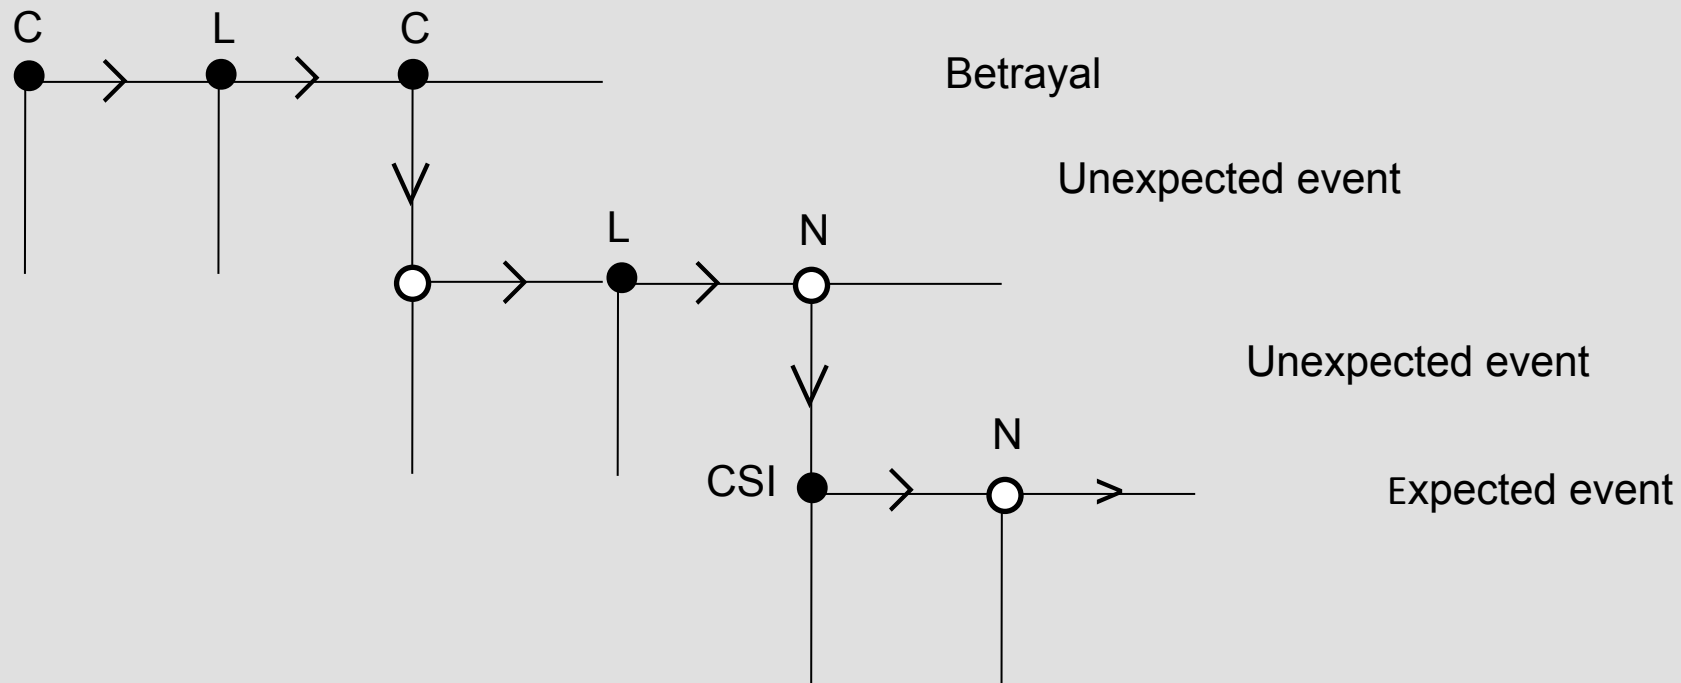 C L C
Betrayal
Unexpected event
L N
Unexpected event
N
CSI
Expected event